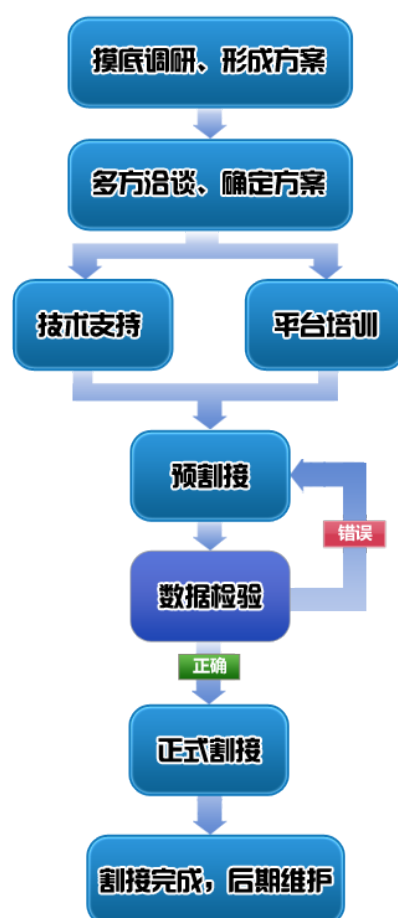 摸底调研、形成方案
多方洽谈、确定方案
技术支持
平台培训
预割接
错误
数据检验
正确
正式割接
割接完成，后期维护